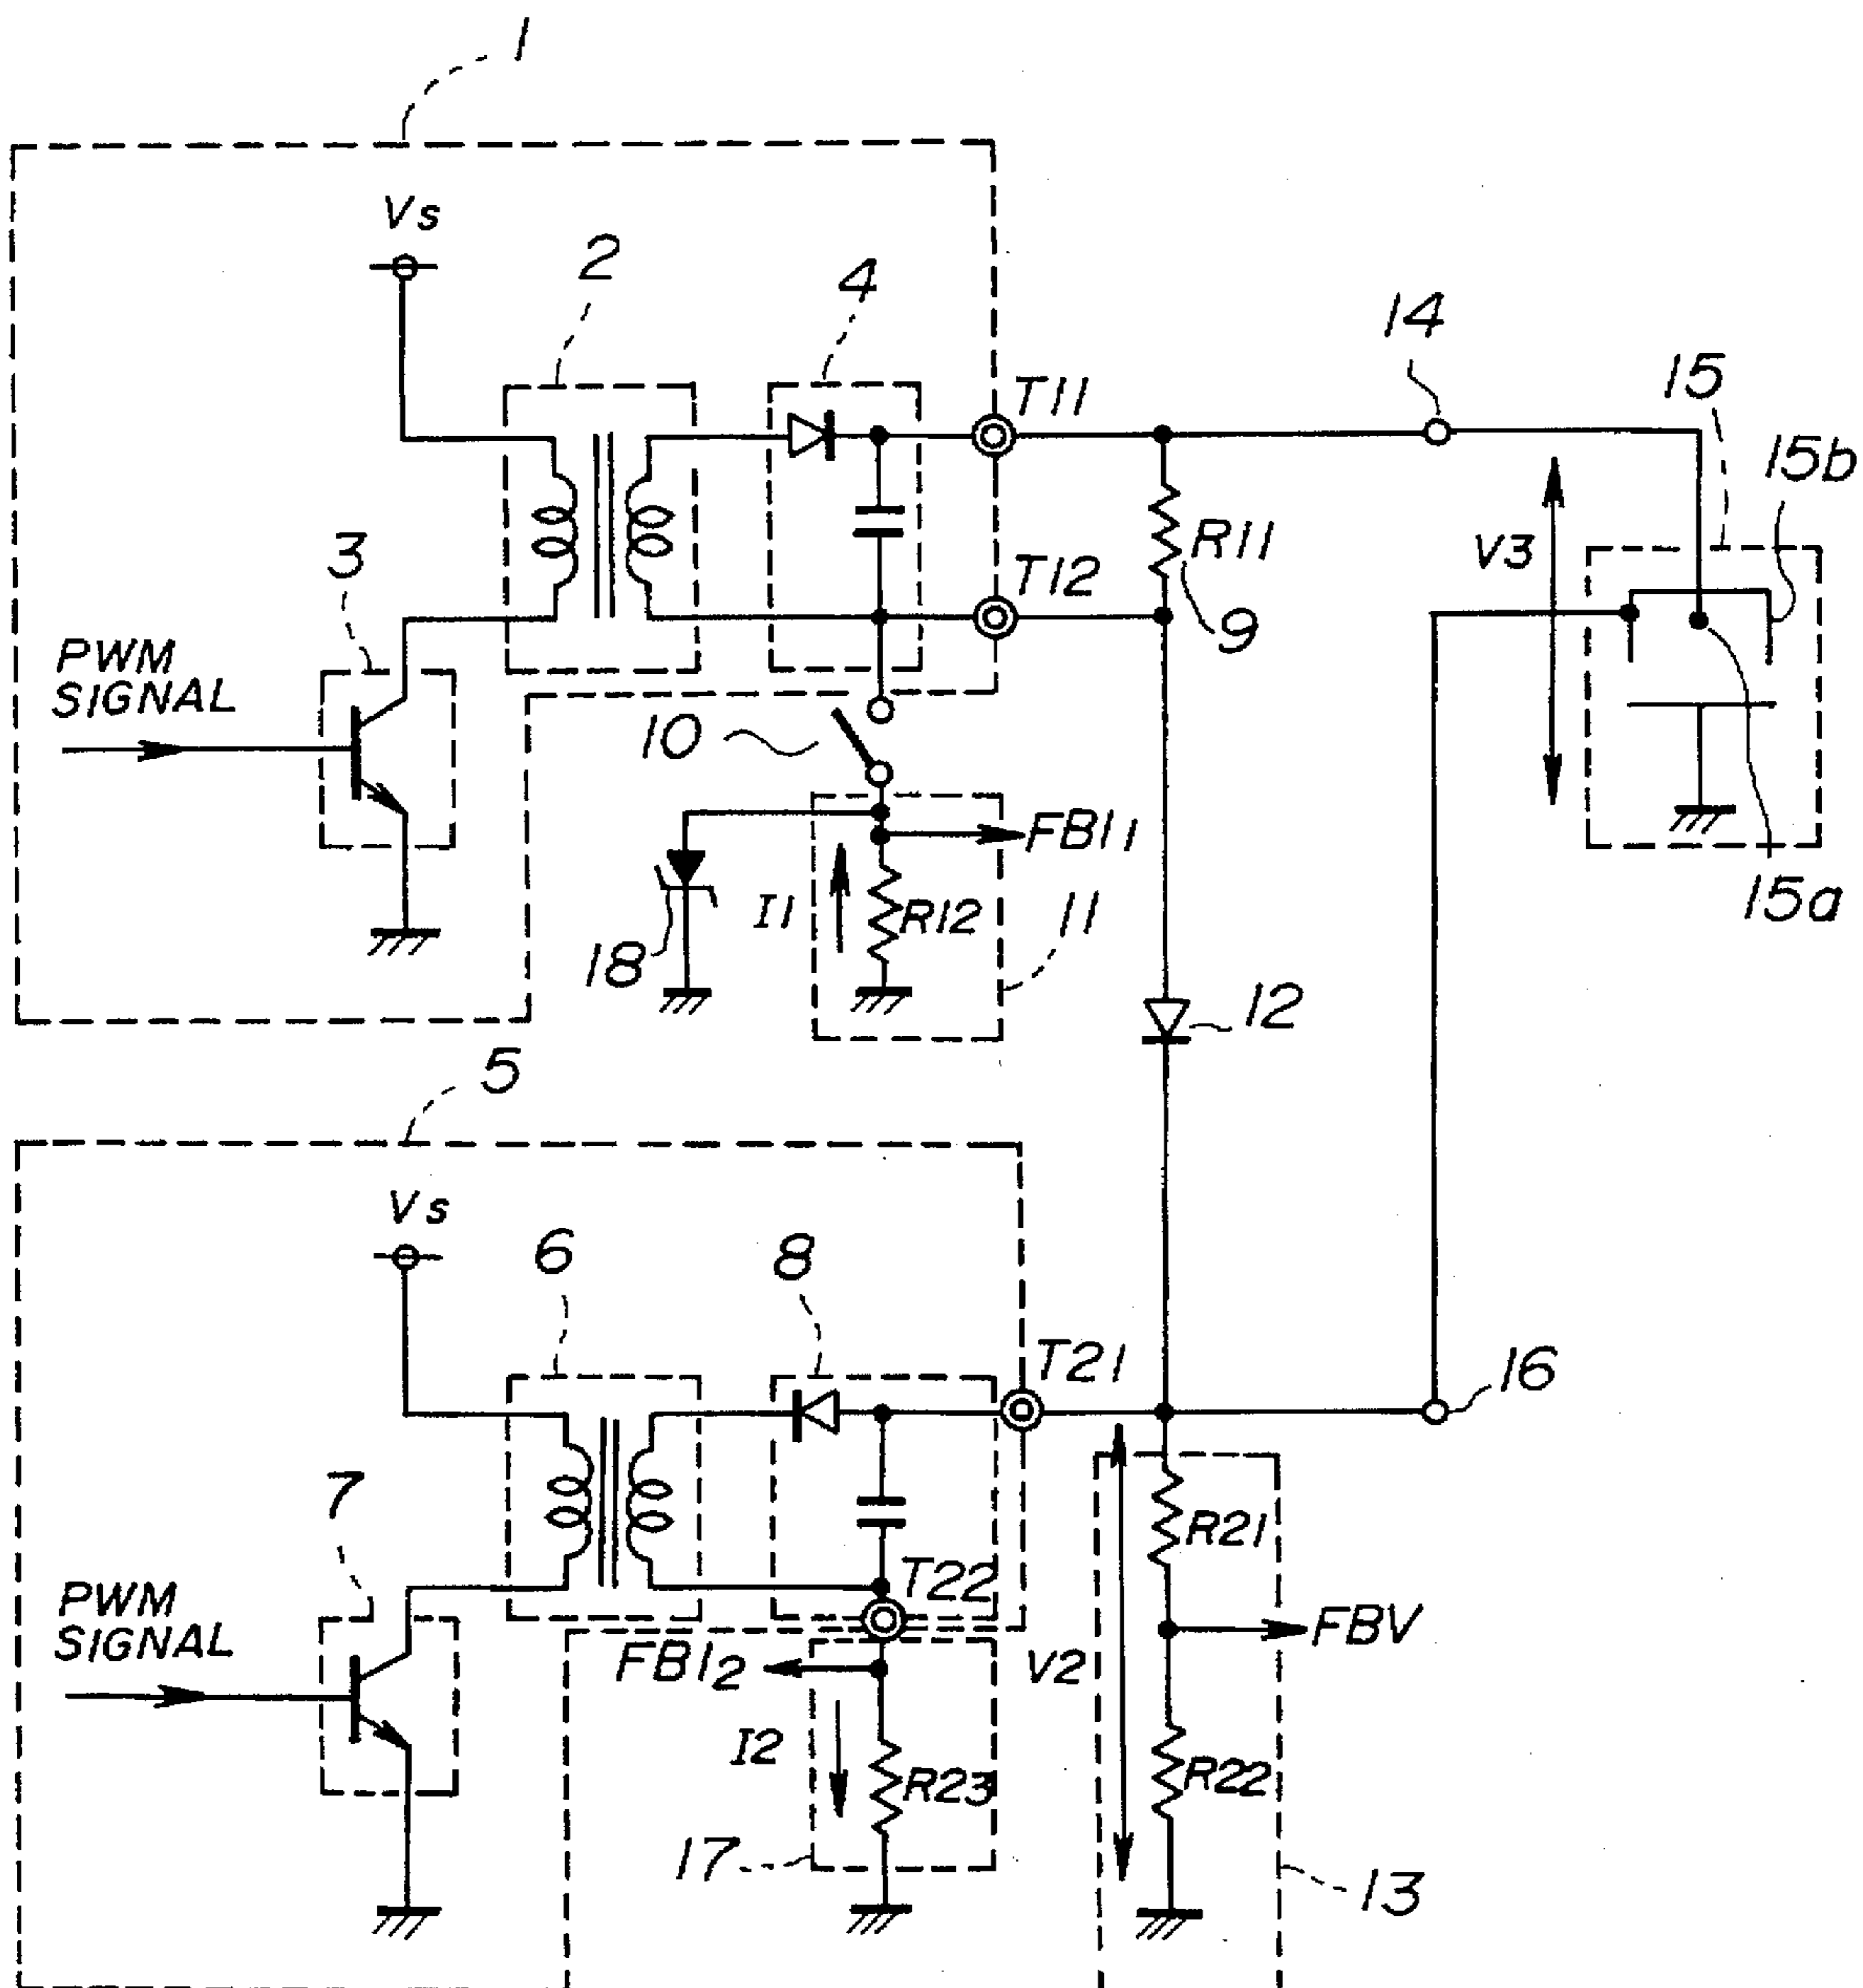 1
Vs
2
4
T11
14
15
15b
3
R11
V3
T12
9
PWM
SIGNAL
10
FBI1
I1
R12
11
15a
18
12
5
Vs
6
8
T21
16
7
R21
T22
PWM
SIGNAL
FBI2
V2
FBV
I2
R23
R22
17
13